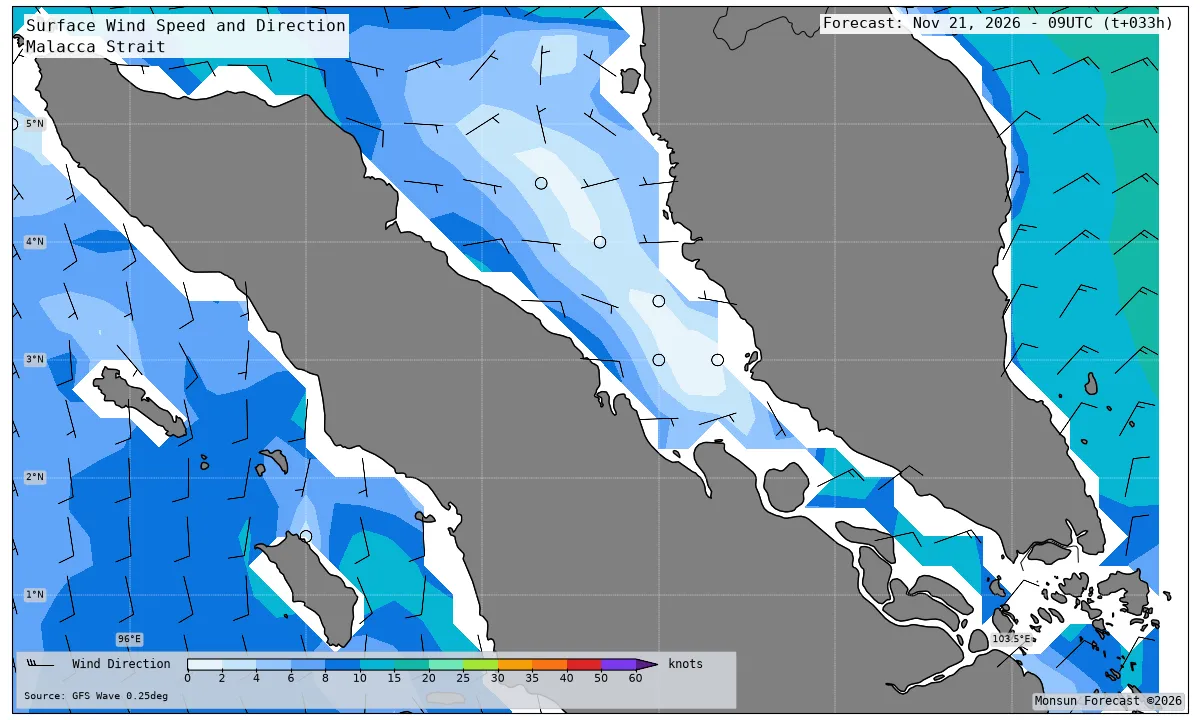 Surface Wind Speed and Direction
Malacca Strait
Forecast: Nov 21, 2026 - 09UTC (t+033h)
5°N
4°N
3°N
2°N
1°N
96°E
103.5°E
Wind Direction
0 2 4 6 8 10 15 20 25 30 35 40 50 60
knots
Source: GFS Wave 0.25deg
Monsun Forecast ©2026